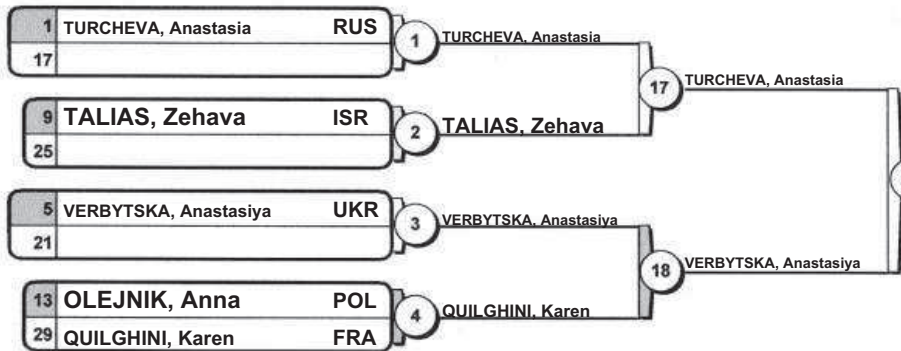 1 TURCHEVA, Anastasia RUS
17
1 TURCHEVA, Anastasia
17 TURCHEVA, Anastasia
9 TALIAS, Zehava ISR
25
2 TALIAS, Zehava
5 VERBYTSKA, Anastasiya UKR
21
3 VERBYTSKA, Anastasiya
18 VERBYTSKA, Anastasiya
13 OLEJNIK, Anna POL
29 QUILGHINI, Karen FRA
4 QUILGHINI, Karen